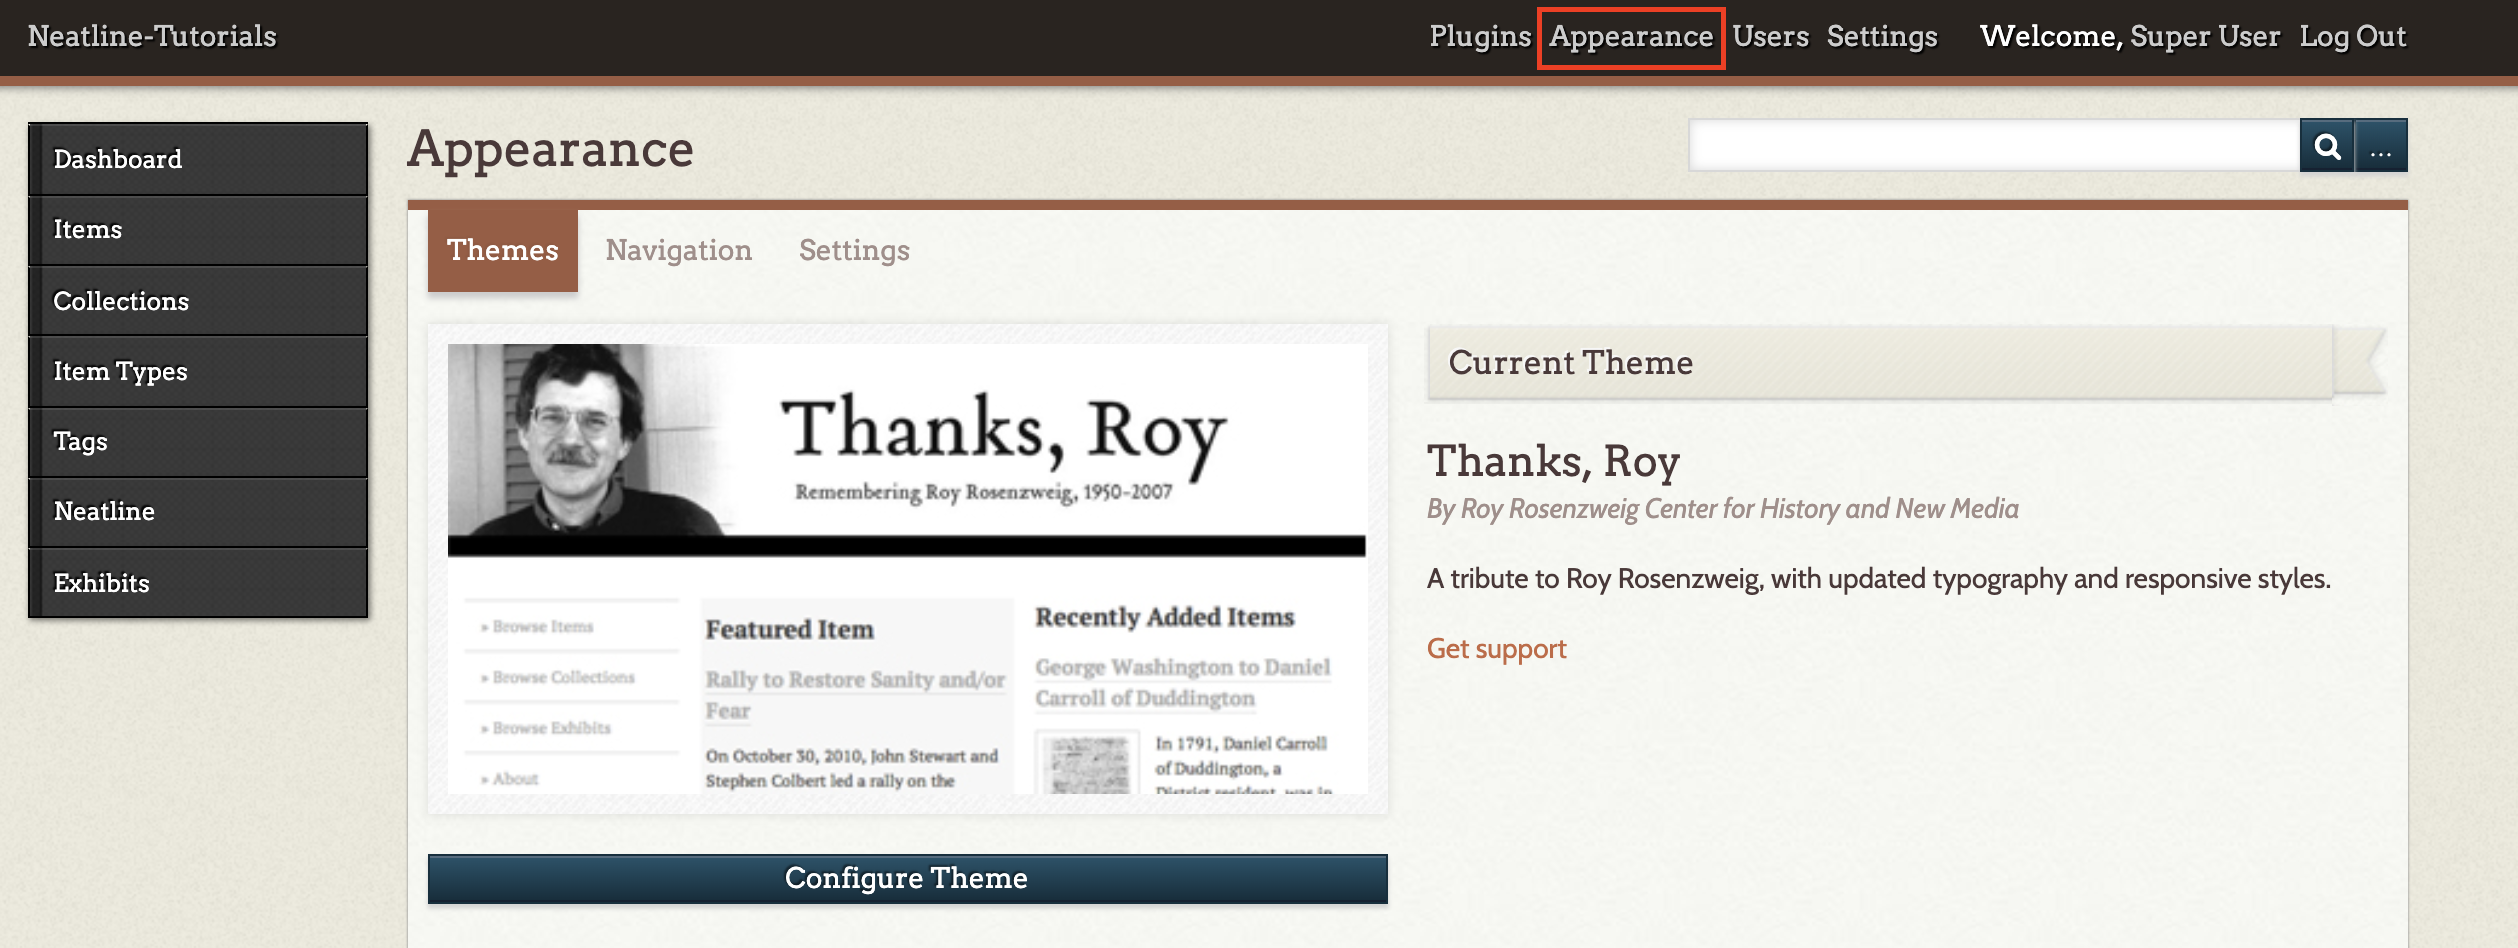 Neatline-Tutorials
Plugins Appearance Users Settings Welcome, Super User Log Out
Dashboard
Items
Collections
Item Types
Tags
Neatline
Exhibits
Appearance
...
Themes Navigation Settings
Thanks, Roy
Remembering Roy Rosenzweig, 1950-2007
» Browse Items
» Browse Collections
» Browse Exhibits
» About
Featured Item
Rally to Restore Sanity and/or
Fear
On October 30, 2010, John Stewart and
Stephen Colbert led a rally on the
Recently Added Items
George Washington to Daniel
Carroll of Duddington
In 1791, Daniel Carroll
of Duddington, a
District resident, was in
Configure Theme
Current Theme
Thanks, Roy
By Roy Rosenzweig Center for History and New Media
A tribute to Roy Rosenzweig, with updated typography and responsive styles.
Get support